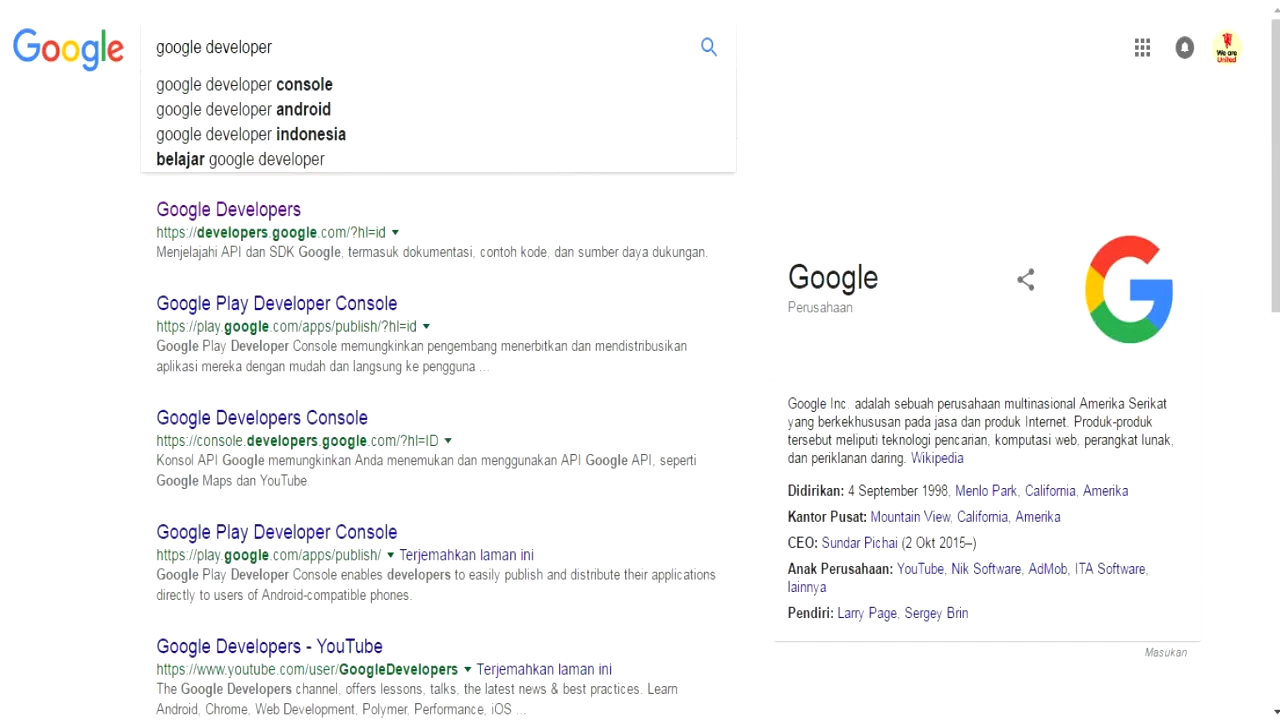 Google
google developer
google developer console
google developer android
google developer indonesia
belajar google developer
We are
United
Google Developers
https://developers.google.com/?hl=id
Menjelajahi API dan SDK Google, termasuk dokumentasi, contoh kode, dan sumber daya dukungan.
Google Play Developer Console
https://play.google.com/apps/publish/?hl=id
Google Play Developer Console memungkinkan pengembang menerbitkan dan mendistribusikan
aplikasi mereka dengan mudah dan langsung ke pengguna ...
Google Developers Console
https://console.developers.google.com/?hl=ID
Konsol API Google memungkinkan Anda menemukan dan menggunakan API Google API, seperti
Google Maps dan YouTube.
Google Play Developer Console
https://play.google.com/apps/publish/ Terjemahkan laman ini
Google Play Developer Console enables developers to easily publish and distribute their applications
directly to users of Android-compatible phones.
Google Developers - YouTube
https://www.youtube.com/user/GoogleDevelopers Terjemahkan laman ini
The Google Developers channel, offers lessons, talks, the latest news & best practices. Learn
Android, Chrome, Web Development, Polymer, Performance, iOS ...
Google
Perusahaan
Google Inc. adalah sebuah perusahaan multinasional Amerika Serikat
yang berkekhususan pada jasa dan produk Internet. Produk-produk
tersebut meliputi teknologi pencarian, komputasi web, perangkat lunak,
dan periklanan daring. Wikipedia
Didirikan: 4 September 1998, Menlo Park, California, Amerika
Kantor Pusat: Mountain View, California, Amerika
CEO: Sundar Pichai (2 Okt 2015–)
Anak Perusahaan: YouTube, Nik Software, AdMob, ITA Software,
lainnya
Pendiri: Larry Page, Sergey Brin
Masukan